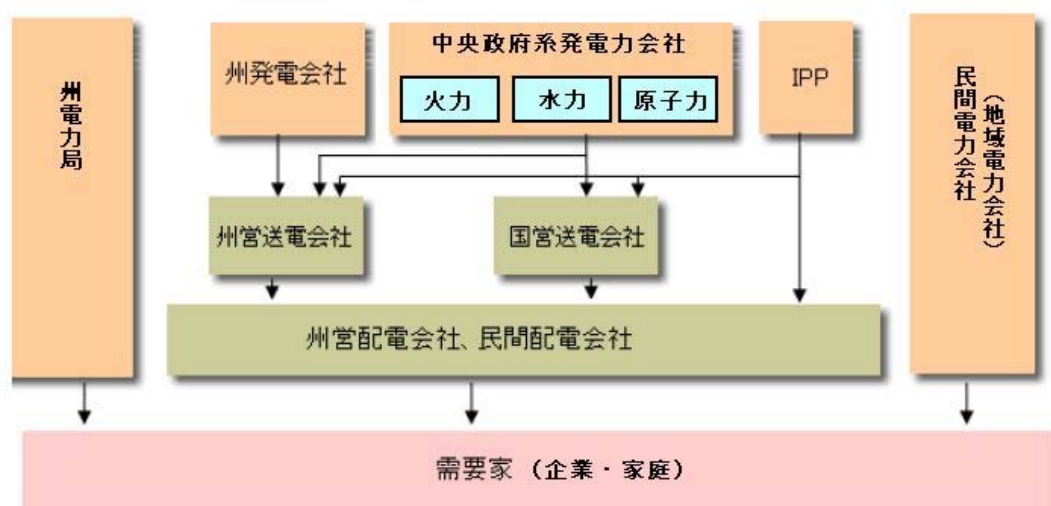 州電力局
州発電会社
中央政府系発電力会社
火力
水力
原子力
IPP
民間電力会社
（地域電力会社）
州営送電会社
国営送電会社
州営配電会社、民間配電会社
需要家（企業・家庭）